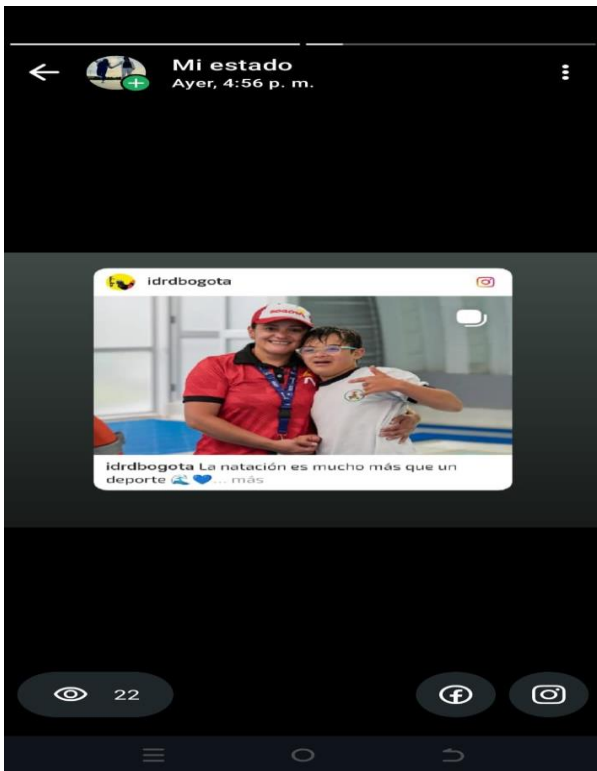 Mi estado
Ayer, 4:56 p. m.
idrdbogota
idrdbogota La natación es mucho más que un
deporte 🌊 💙... más
22